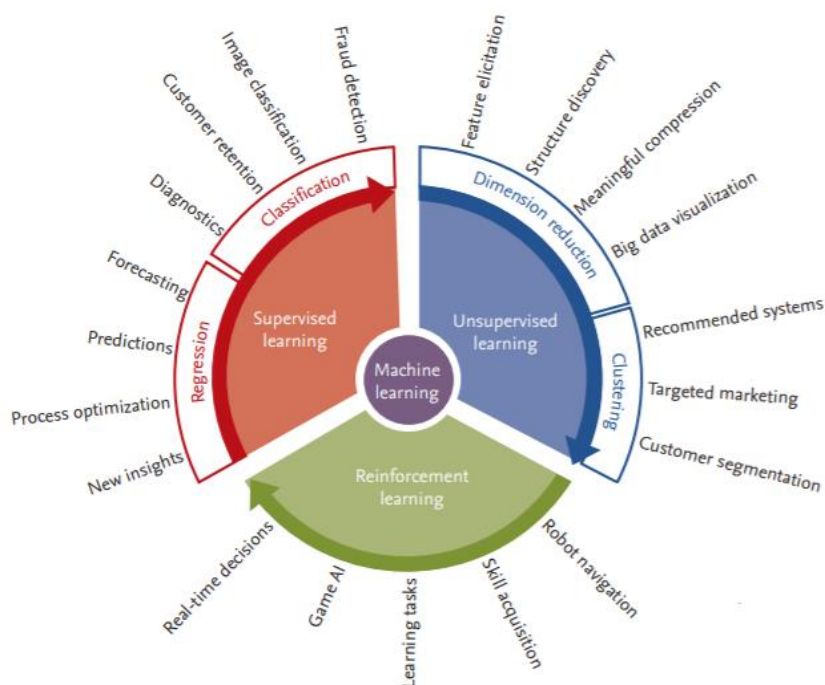 Fraud detection
Image classification
Customer retention
Diagnostics
Classification
Forecasting
Predictions
Process optimization
New insights
Regression
Supervised
learning
Feature elicitation
Structure discovery
Meaningful compression
Big data visualization
Dimension reduction
Recommended systems
Targeted marketing
Customer segmentation
Clustering
Unsupervised
learning
Machine
learning
Reinforcement
learning
Real-time decisions
Game AI
Learning tasks
Skill acquisition
Robot navigation